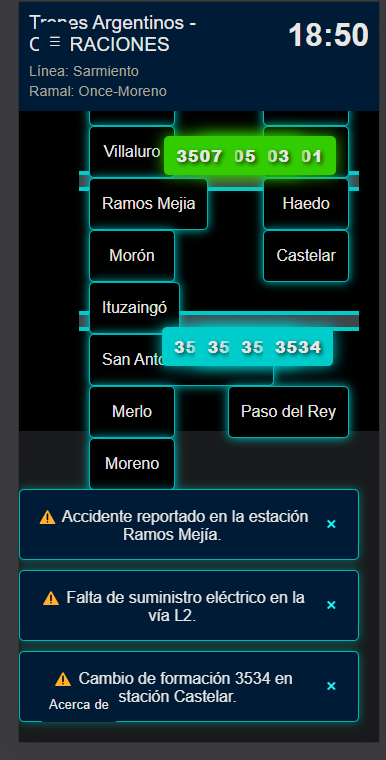 Trenes Argentinos -
RACIONES
18:50
Línea: Sarmiento
Ramal: Once-Moreno
Villaluro
3507 05 03 01
Ramos Mejia
Haedo
Morón
Castelar
Ituzaingó
35 35 35 3534
San Anto
Merlo
Paso del Rey
Moreno
⚠ Accidente reportado en la estación ×
Ramos Mejía.
⚠ Falta de suministro eléctrico en la ×
vía L2.
⚠ Cambio de formación 3534 en ×
stación Castelar.
Acerca de